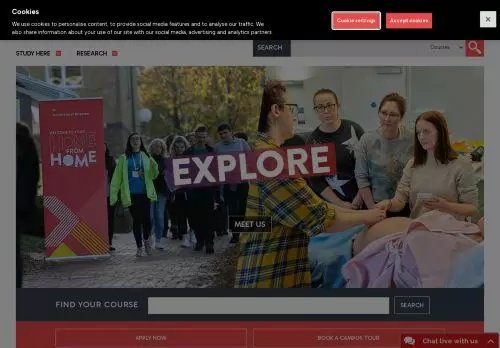 Cookies
We use cookies to personalise content, to provide social media features and to analyse our traffic. We
also share information about your use of our site with our social media, advertising and analytics partners
Cookie settings
Accept cookies
STUDY HERE
RESEARCH
SEARCH
Courses
HOME
FROM
HOME
EXPLORE
MEET US
FIND YOUR COURSE
SEARCH
APPLY NOW
BOOK A CAMPUS TOUR
Chat live with us